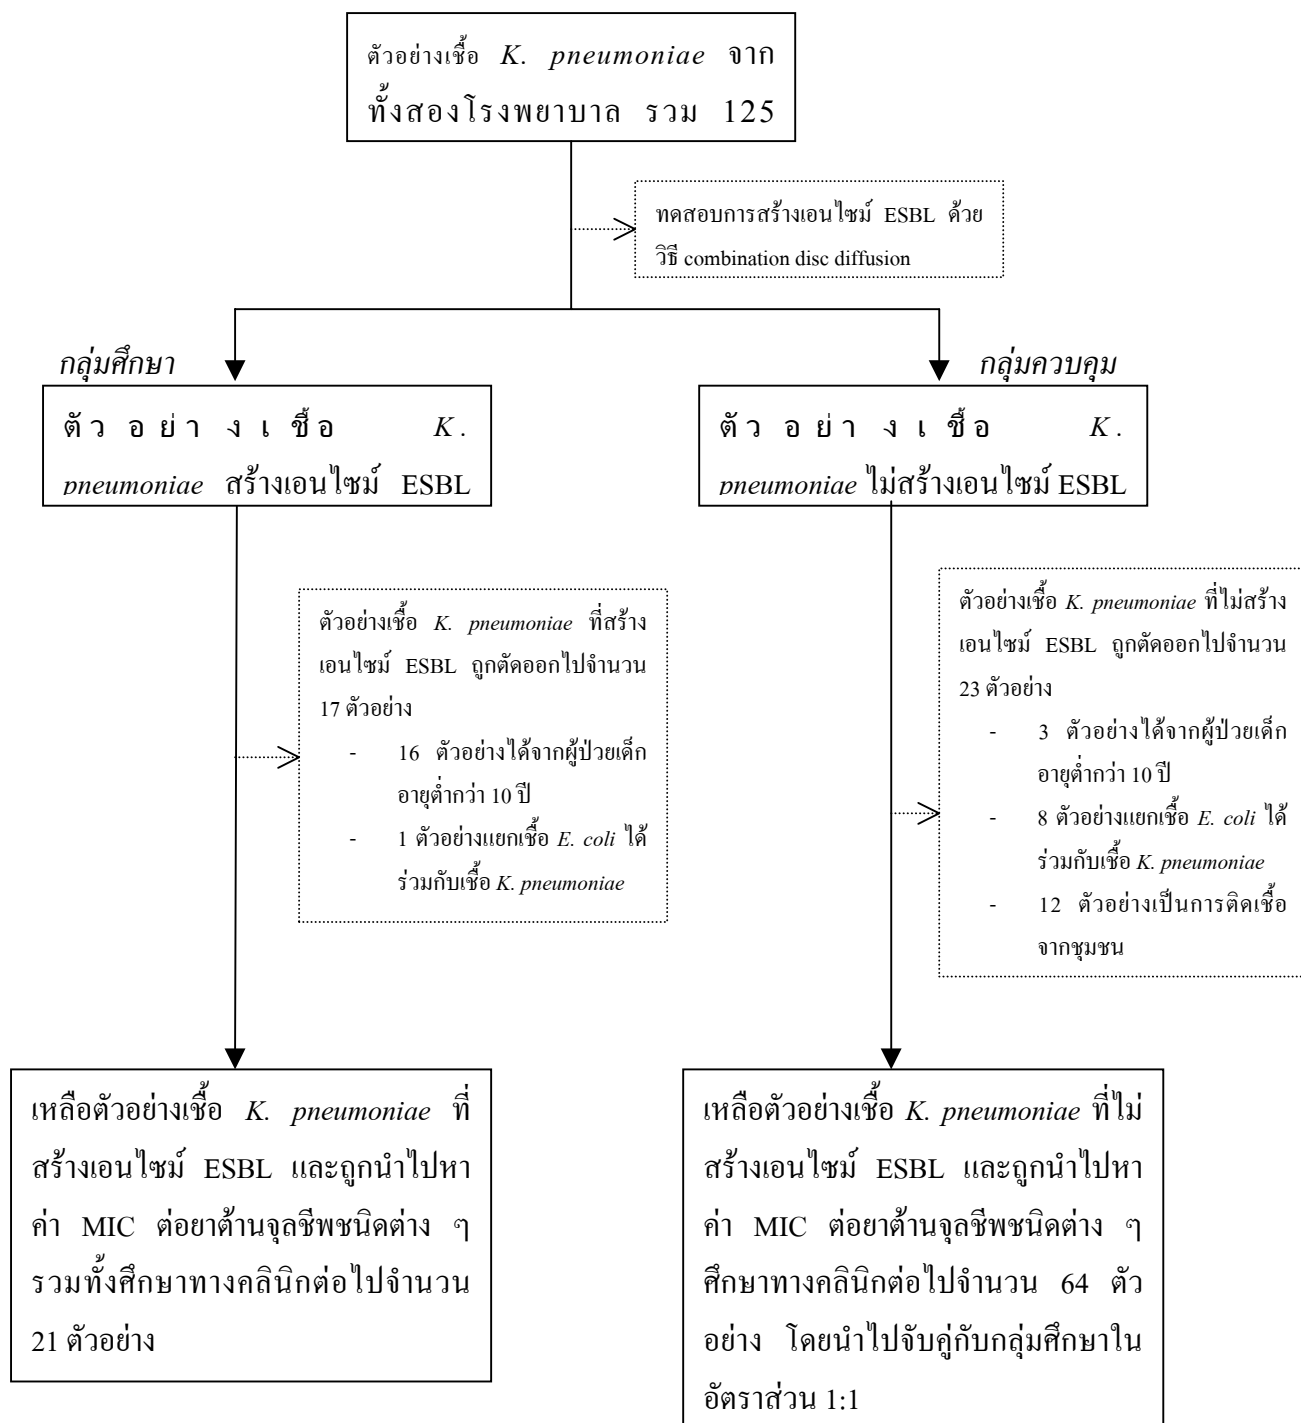 ตัวอย่างเชื้อ K. pneumoniae จาก
ทั้งสองโรงพยาบาล รวม 125
ทดสอบการสร้างเอนไซม์ ESBL ด้วย
วิธี combination disc diffusion
กลุ่มศึกษา
ตัวอย่างเชื้อ K.
pneumoniae สร้างเอนไซม์ ESBL
กลุ่มควบคุม
ตัวอย่างเชื้อ K.
pneumoniae ไม่สร้างเอนไซม์ ESBL
ตัวอย่างเชื้อ K. pneumoniae ที่สร้าง
เอนไซม์ ESBL ถูกตัดออกไปจำนวน
17 ตัวอย่าง
- 16 ตัวอย่างได้จากผู้ป่วยเด็ก
อายุต่ำกว่า 10 ปี
- 1 ตัวอย่างแยกเชื้อ E. coli ได้
ร่วมกับเชื้อ K. pneumoniae
ตัวอย่างเชื้อ K. pneumoniae ที่ไม่สร้าง
เอนไซม์ ESBL ถูกตัดออกไปจำนวน
23 ตัวอย่าง
- 3 ตัวอย่างได้จากผู้ป่วยเด็ก
อายุต่ำกว่า 10 ปี
- 8 ตัวอย่างแยกเชื้อ E. coli ได้
ร่วมกับเชื้อ K. pneumoniae
- 12 ตัวอย่างเป็นการติดเชื้อ
จากชุมชน
เหลือตัวอย่างเชื้อ K. pneumoniae ที่
สร้างเอนไซม์ ESBL และถูกนำไปหา
ค่า MIC ต่อยาต้านจุลชีพชนิดต่าง ๆ
รวมทั้งศึกษาทางคลินิกต่อไปจำนวน
21 ตัวอย่าง
เหลือตัวอย่างเชื้อ K. pneumoniae ที่ไม่
สร้างเอนไซม์ ESBL และถูกนำไปหา
ค่า MIC ต่อยาต้านจุลชีพชนิดต่าง ๆ
ศึกษาทางคลินิกต่อไปจำนวน 64 ตัว
อย่าง โดยนำไปจับคู่กับกลุ่มศึกษาใน
อัตราส่วน 1:1